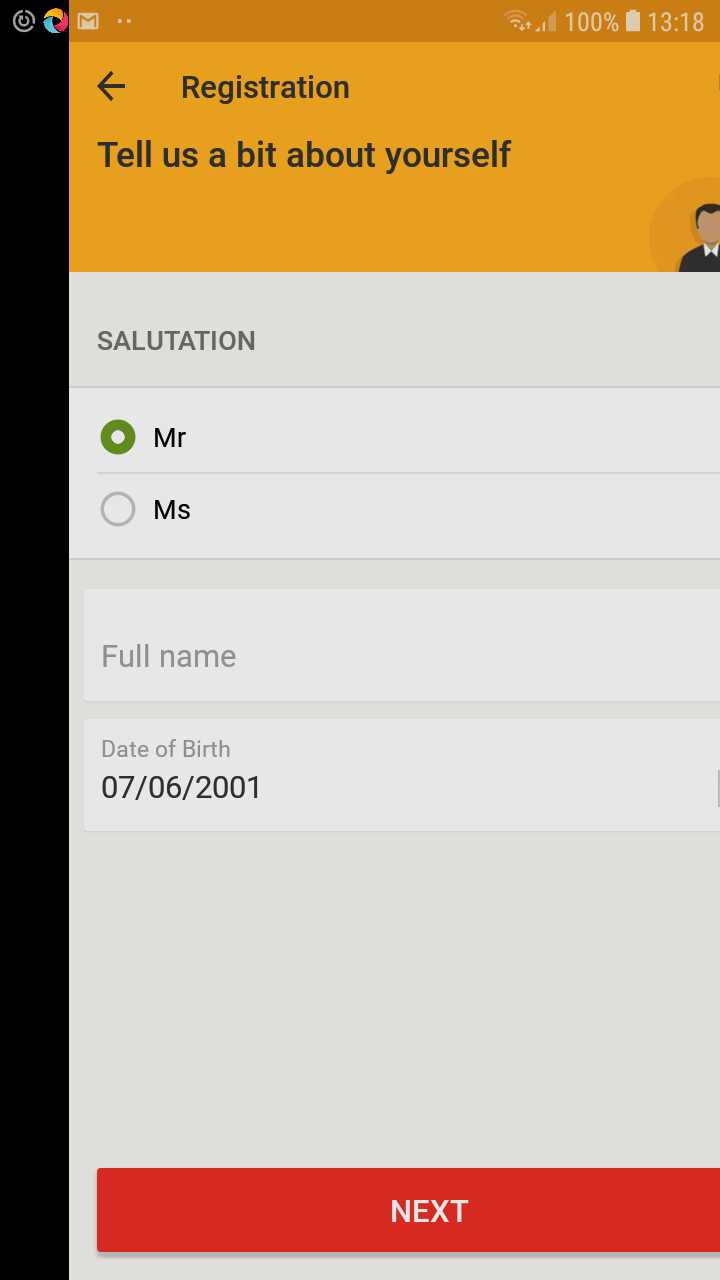 100% 13:18
Registration
Tell us a bit about yourself
SALUTATION
Mr
Ms
Full name
Date of Birth
07/06/2001
NEXT